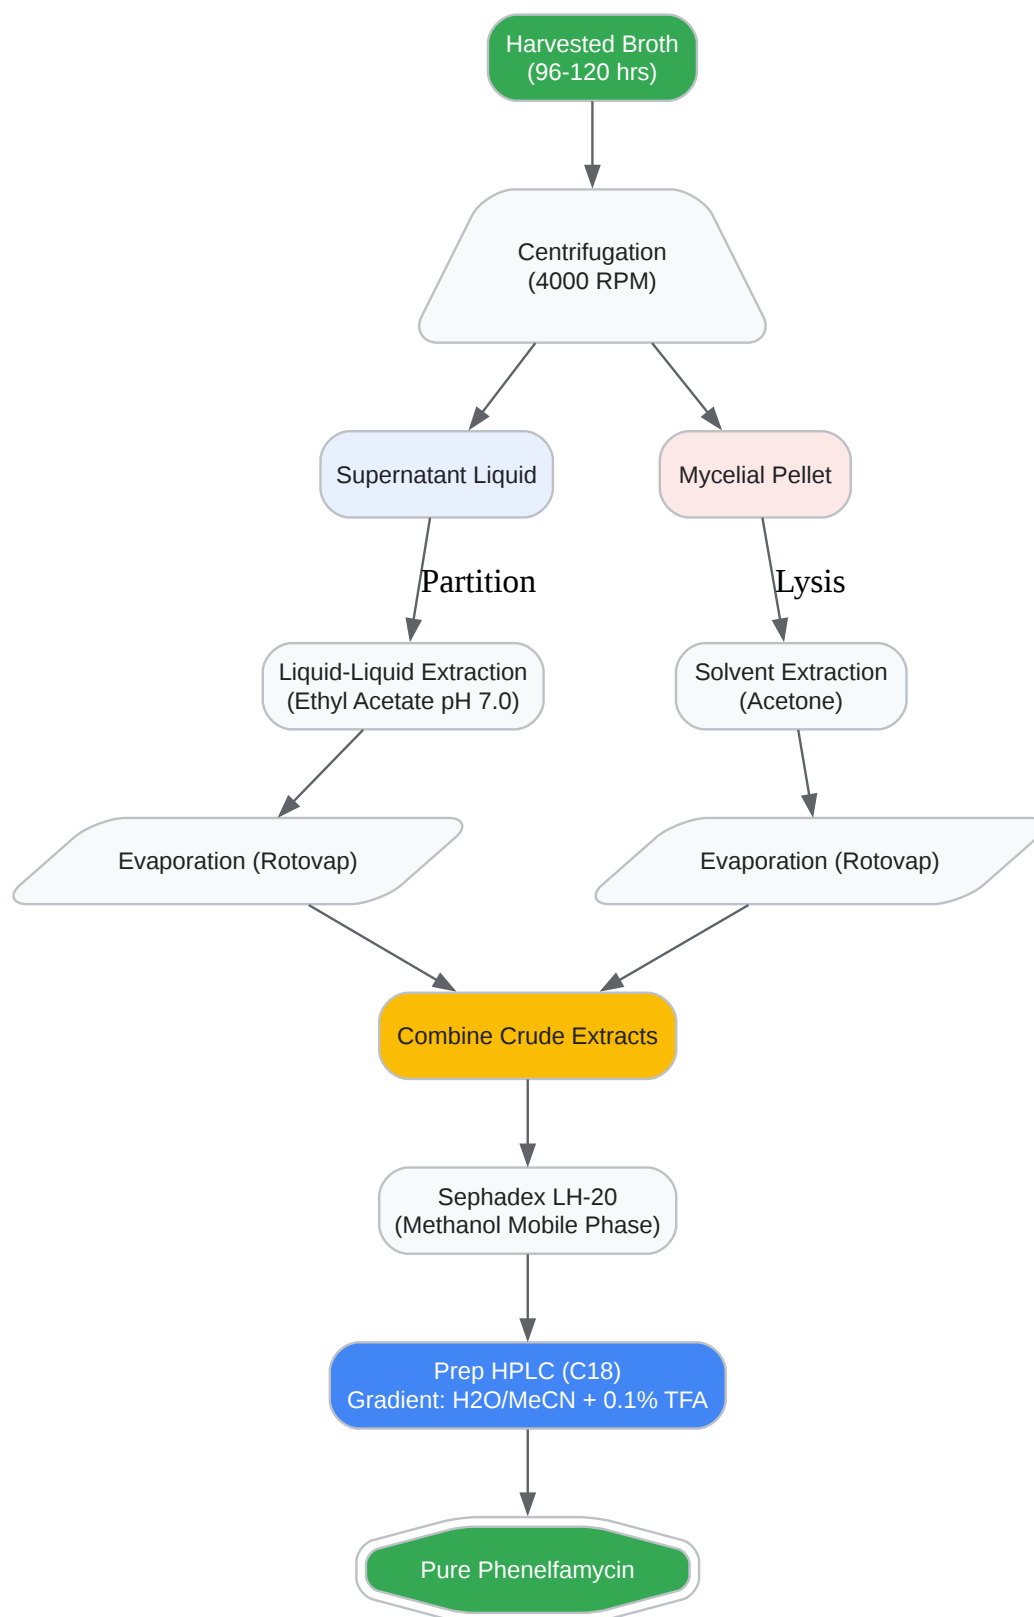 Harvested Broth
(96-120 hrs)
Centrifugation
(4000 RPM)
Supernatant Liquid
Mycelial Pellet
Partition
Lysis
Liquid-Liquid Extraction
(Ethyl Acetate pH 7.0)
Solvent Extraction
(Acetone)
Evaporation (Rotovap)
Evaporation (Rotovap)
Combine Crude Extracts
Sephadex LH-20
(Methanol Mobile Phase)
Prep HPLC (C18)
Gradient: H2O/MeCN + 0.1% TFA
Pure Phenelfamycin